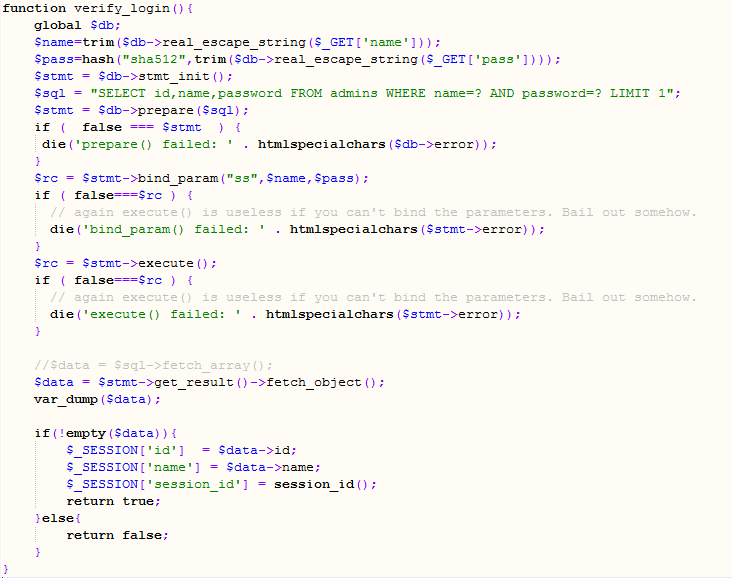 function verify_login(){
    global $db;
    $name=trim($db->real_escape_string($_GET['name']));
    $pass=hash("sha512",trim($db->real_escape_string($_GET['pass'])));
    $stmt = $db->stmt_init();
    $sql = "SELECT id,name,password FROM admins WHERE name=? AND password=? LIMIT 1";
    $stmt = $db->prepare($sql);
    if (  false === $stmt  ) {
     die('prepare() failed: ' . htmlspecialchars($db->error));
    }
    $rc = $stmt->bind_param("ss",$name,$pass);
    if ( false===$rc ) {
      // again execute() is useless if you can't bind the parameters. Bail out somehow.
      die('bind_param() failed: ' . htmlspecialchars($stmt->error));
    }
    $rc = $stmt->execute();
    if ( false===$rc ) {
      // again execute() is useless if you can't bind the parameters. Bail out somehow.
      die('execute() failed: ' . htmlspecialchars($stmt->error));
    }
    //$data = $sql->fetch_array();
    $data = $stmt->get_result()->fetch_object();
    var_dump($data);
    if(!empty($data)){
        $_SESSION['id']  = $data->id;
        $_SESSION['name'] = $data->name;
        $_SESSION['session_id'] = session_id();
        return true;
    }else{
        return false;
    }
}